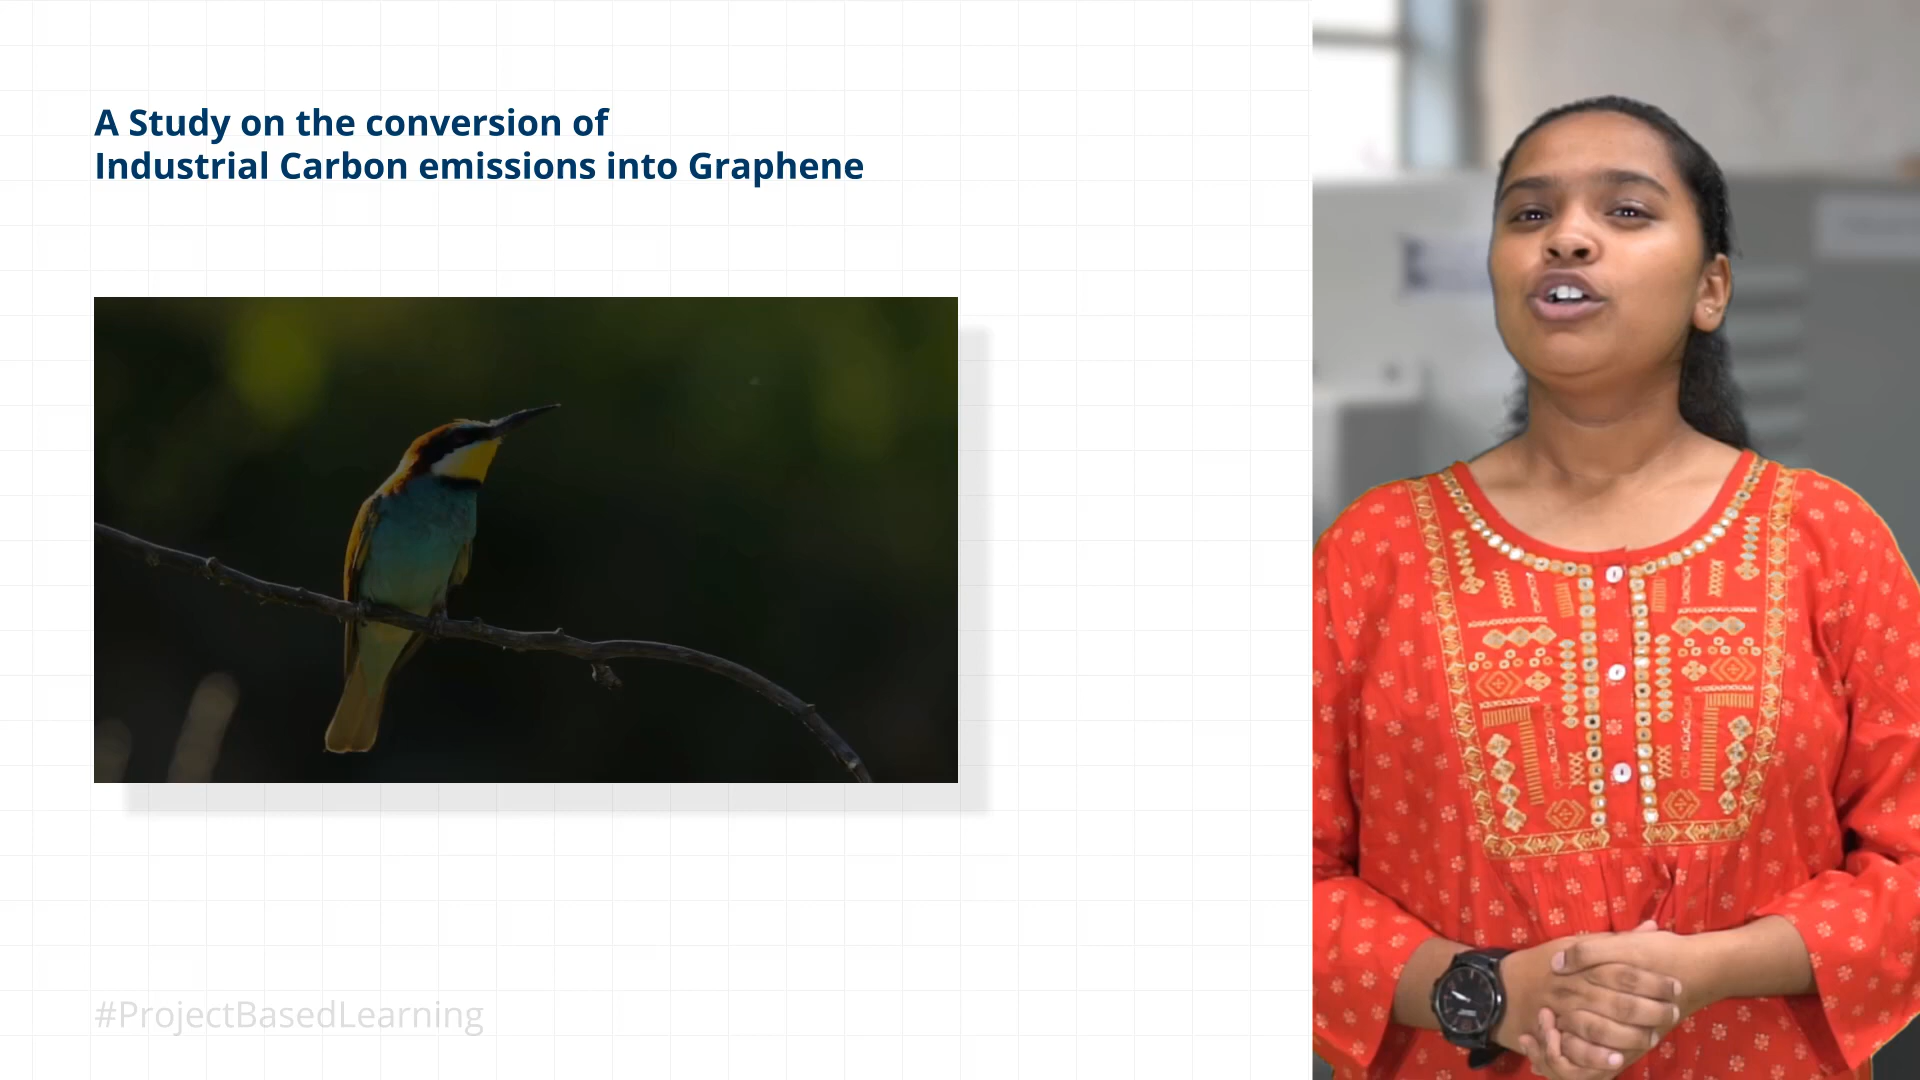 A Study on the conversion of
Industrial Carbon emissions into Graphene
#ProjectBasedLearning